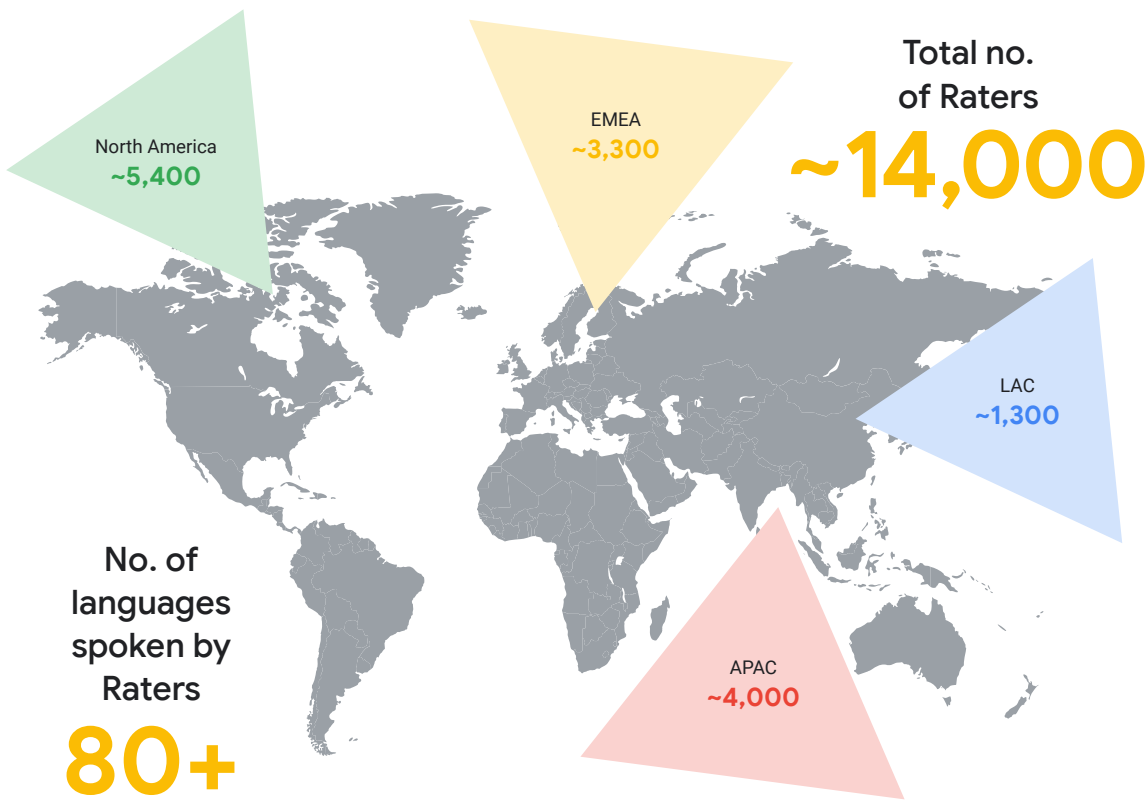 Total no.
of Raters
~14,000
North America
~5,400
EMEA
~3,300
LAC
~1,300
APAC
~4,000
No. of
languages
spoken by
Raters
80+